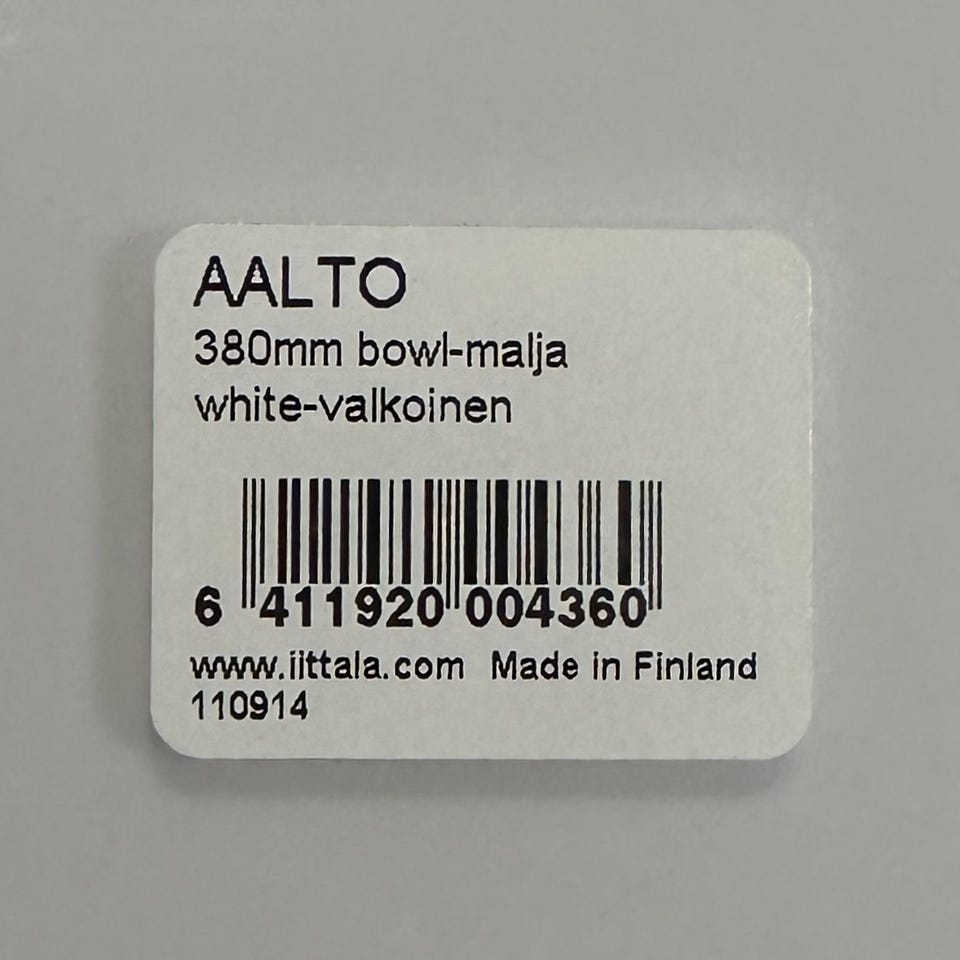 AALTO
380mm bowl-malja
white-valkoinen
6 411920 004360
www.iittala.com Made in Finland
110914